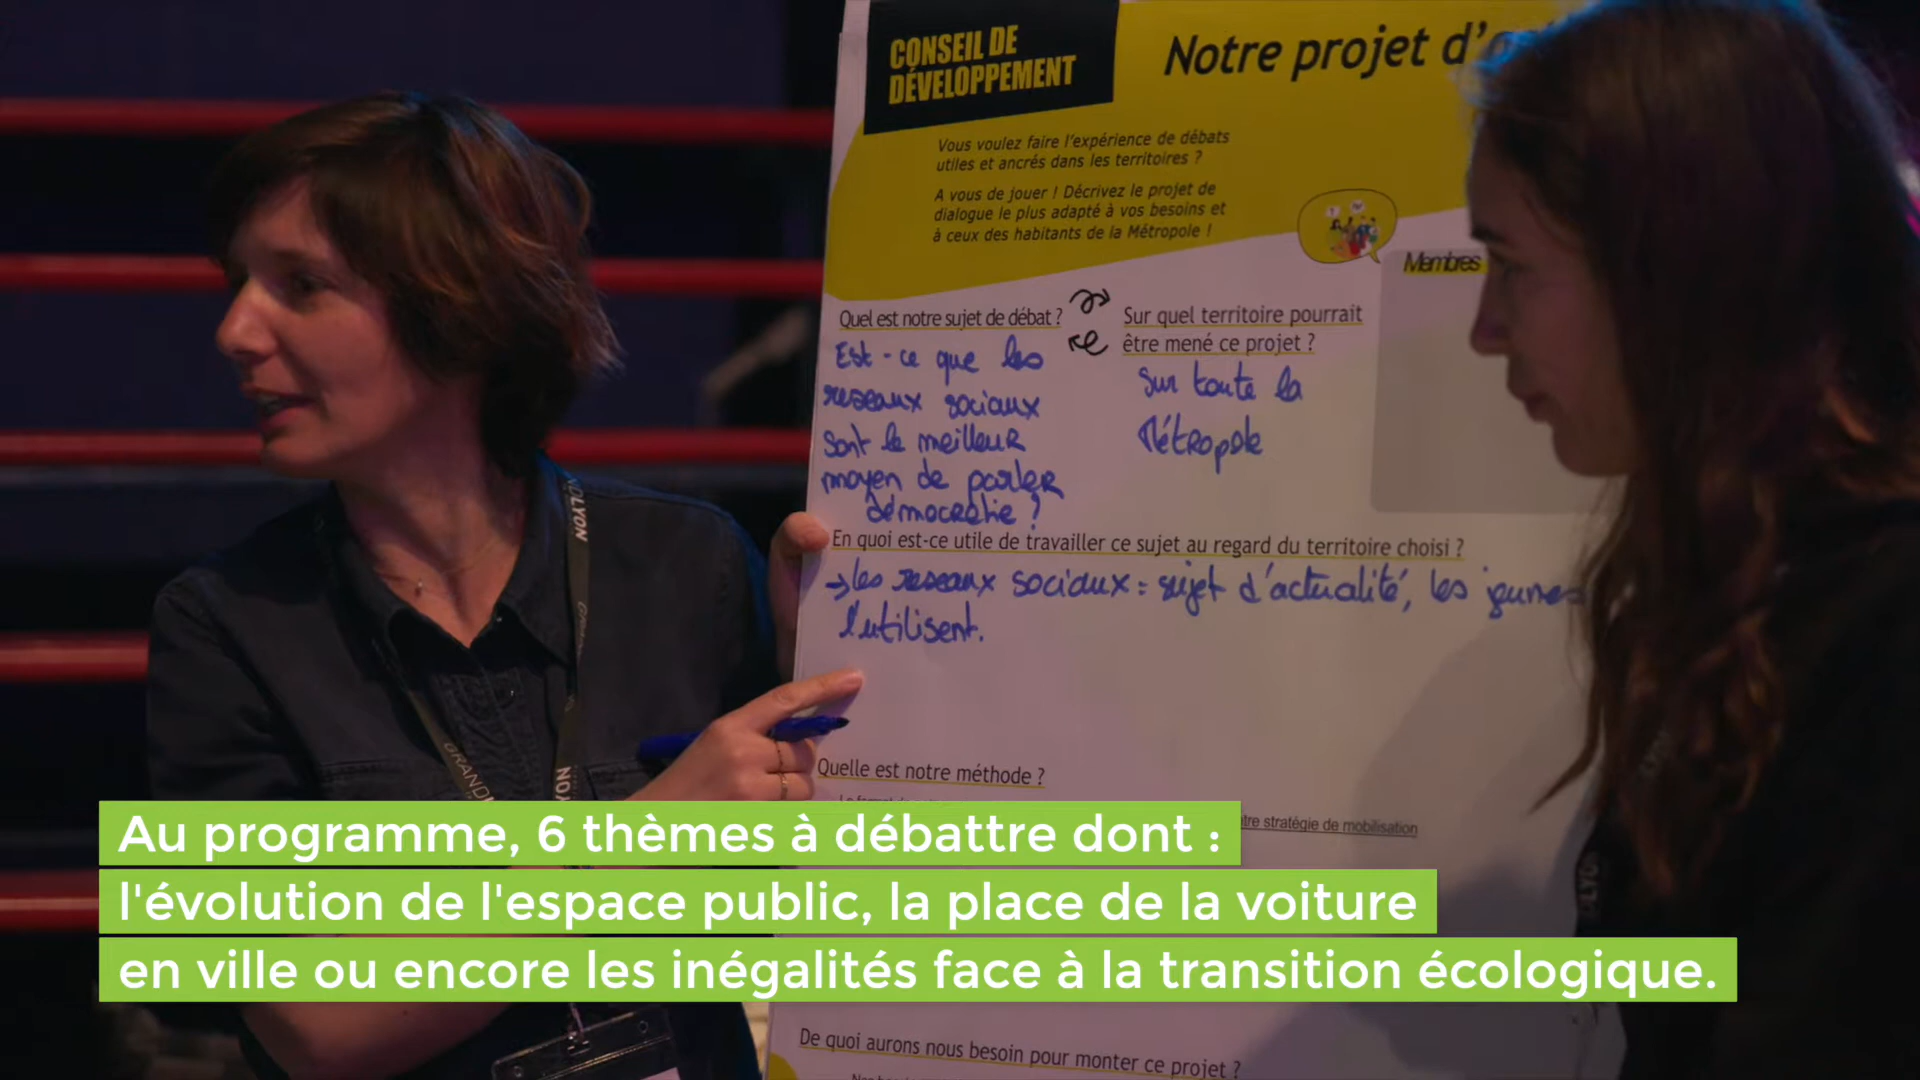 CONSEIL DE
DÉVELOPPEMENT
Notre projet
Vous voulez faire l'expérience de débats
utiles et ancrés dans les territoires ?
A vous de jouer ! Décrivez le projet de
dialogue le plus adapté à vos besoins et
à ceux des habitants de la Métropole !
Membres
Quel est notre sujet de débat ?
Est-ce que les
reseaux sociaux
sont le meilleur
moyen de parler
démocratie ?
Sur quel territoire pourrait
être mené ce projet ?
Sur toute la
Métropole
En quoi est-ce utile de travailler ce sujet au regard du territoire choisi ?
→ les reseaux sociaux = sujet d'actualité, les jeunes
l'utilisent.
Quelle est notre méthode ?
stratégie de mobilisation
Au programme, 6 thèmes à débattre dont :
l'évolution de l'espace public, la place de la voiture
en ville ou encore les inégalités face à la transition écologique.
De quoi aurons nous besoin pour monter ce projet ?
LYON
GRAND